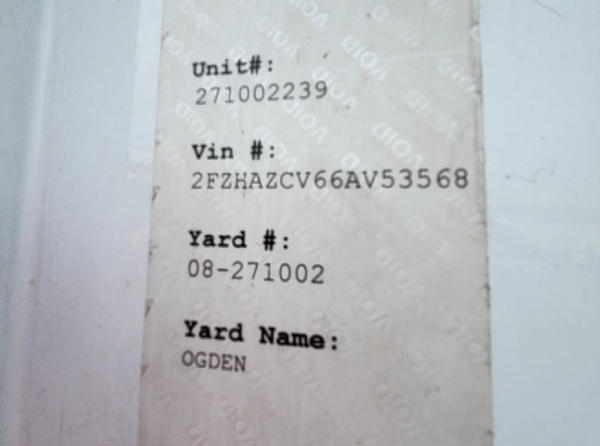 Unit#:
271002239
Vin #:
2FZHAZCV66AV53568
Yard #:
08-271002
Yard Name:
OGDEN